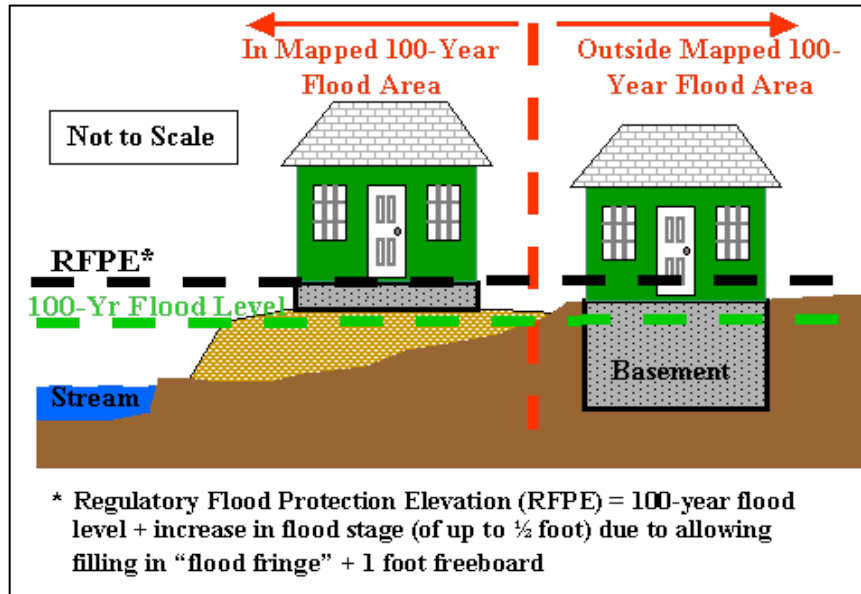 In Mapped 100-Year
Flood Area
Outside Mapped 100-
Year Flood Area
Not to Scale
RFPE*
100-Yr Flood Level
Basement
Stream
* Regulatory Flood Protection Elevation (RFPE) = 100-year flood
level + increase in flood stage (of up to ½ foot) due to allowing
filling in “flood fringe” + 1 foot freeboard